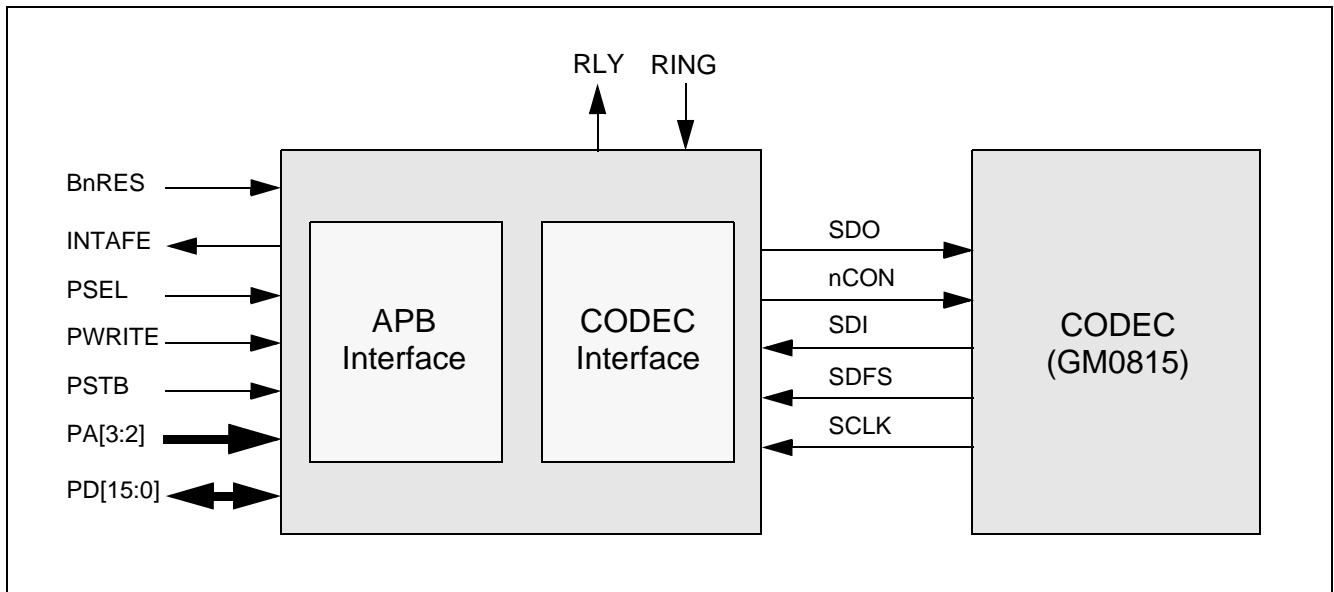 RLY RING
BnRES
INTAFE
PSEL
PWRITE
PSTB
PA[3:2]
PD[15:0]
APB
Interface
CODEC
Interface
SDO
nCON
SDI
SDFS
SCLK
CODEC
(GM0815)